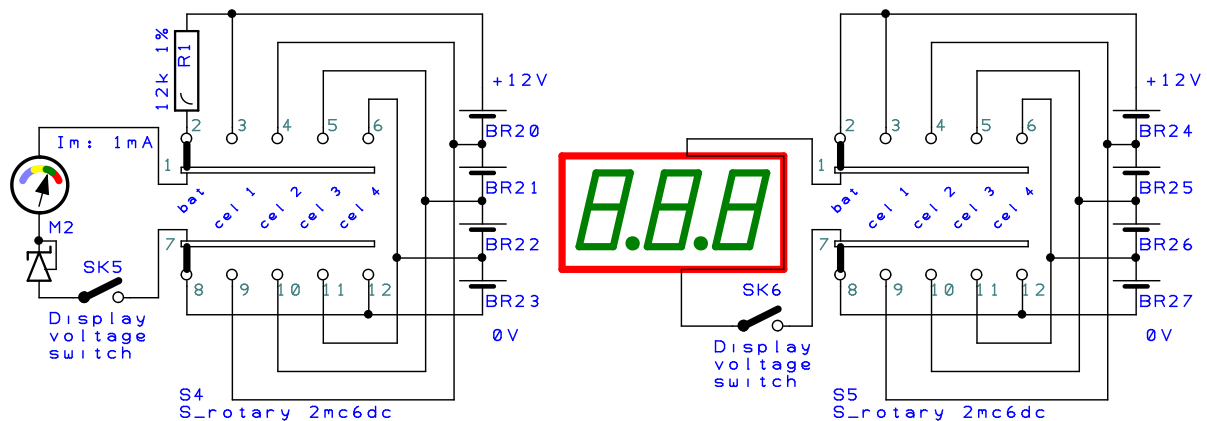 12k 1%
R1
2
3
4
5
6
Im: 1mA
1
bat
cel 1
cel 2
cel 3
cel 4
7
M2
SK5
8
9
10
11
12
Display
voltage
switch
S4
S_rotary 2mc6dc
+12V
BR20
BR21
BR22
BR23
0V
8.8.8
SK6
Display
voltage
switch
2
3
4
5
6
1
bat
cel 1
cel 2
cel 3
cel 4
7
8
9
10
11
12
S5
S_rotary 2mc6dc
+12V
BR24
BR25
BR26
BR27
0V